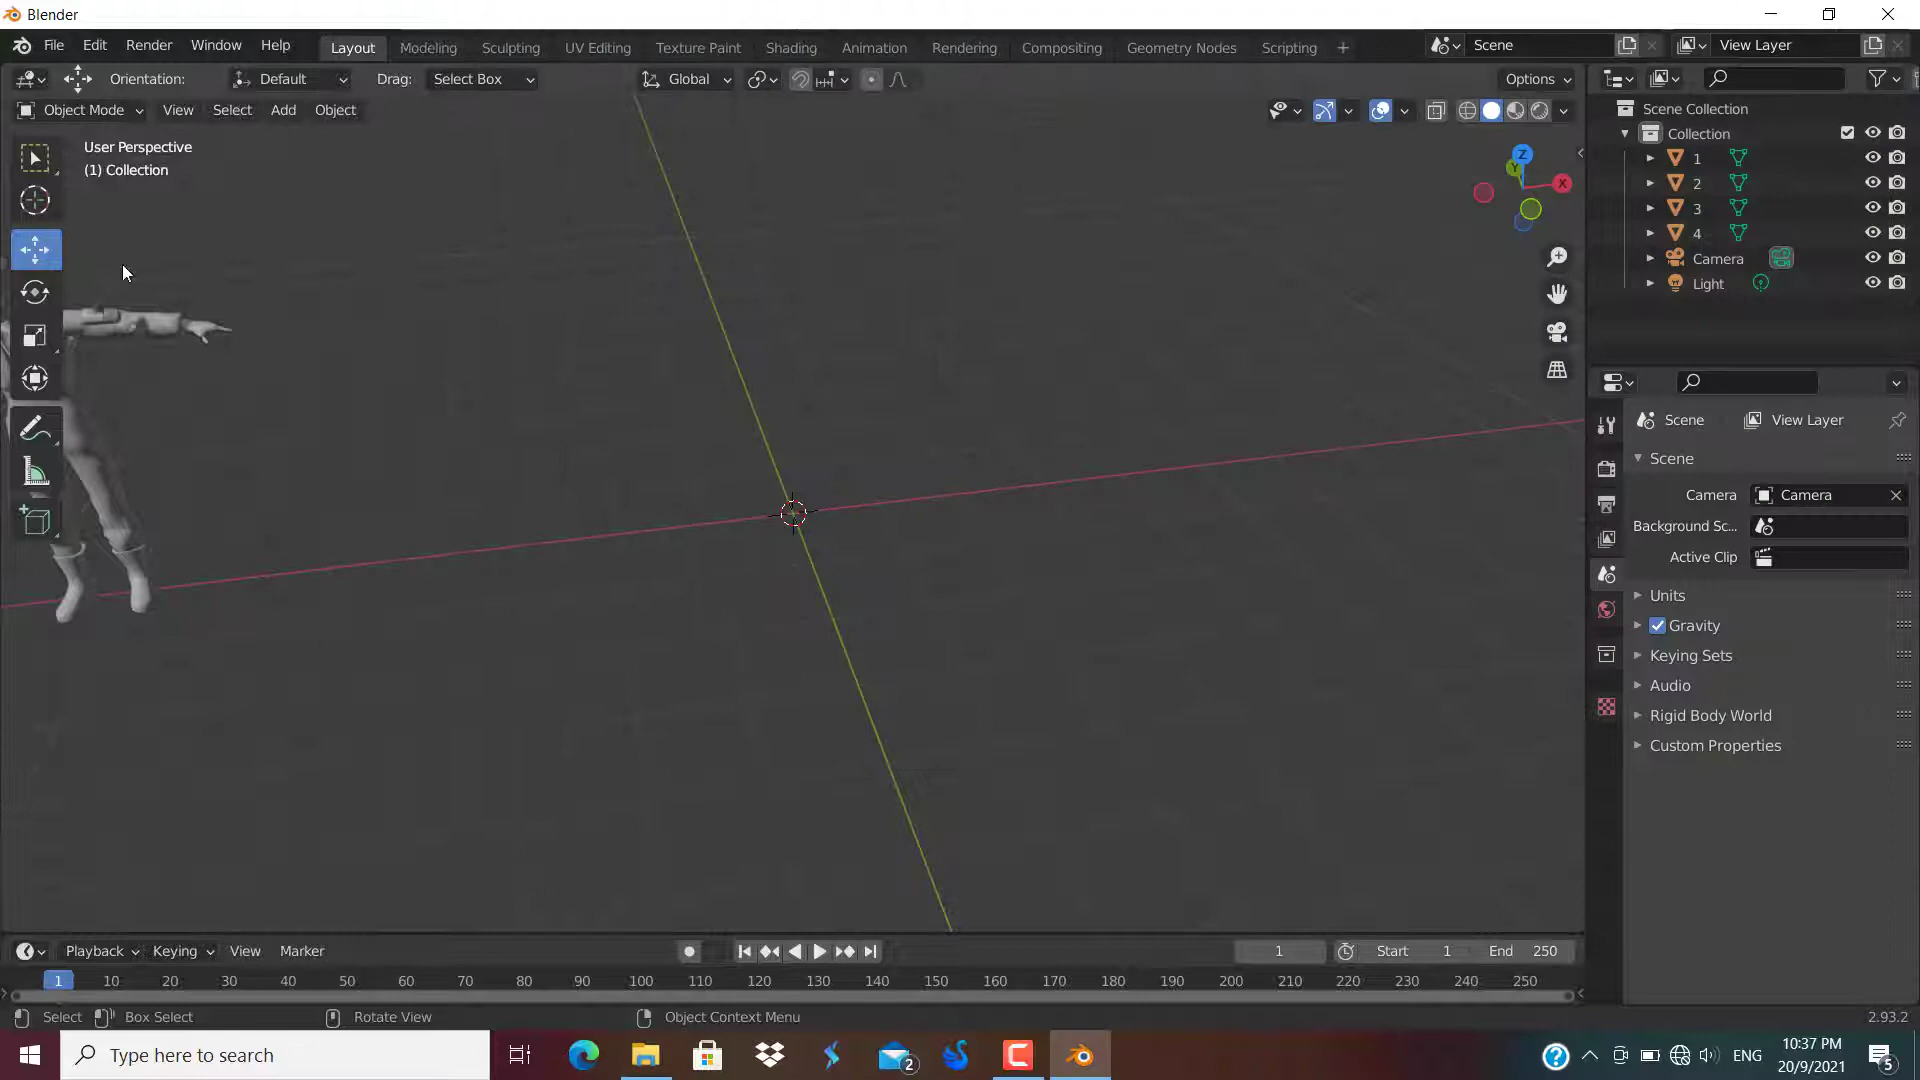 Blender
File Edit Render Window Help Layout Modeling Sculpting UV Editing Texture Paint Shading Animation Rendering Compositing Geometry Nodes Scripting Scene View Layer
Orientation: Default Drag: Select Box Global Options
Object Mode View Select Add Object
User Perspective
(1) Collection
Z
Y
X
Scene Collection
Collection
1
2
3
4
Camera
Light
Scene View Layer
Scene
Camera Camera
Background Sc...
Active Clip
Units
Gravity
Keying Sets
Audio
Rigid Body World
Custom Properties
Playback Keying View Marker 1 Start 1 End 250
1 10 20 30 40 50 60 70 80 90 100 110 120 130 140 150 160 170 180 190 200 210 220 230 240 250
Select Box Select Rotate View Object Context Menu 2.93.2
Type here to search 2 ENG 10:37 PM 5
20/9/2021